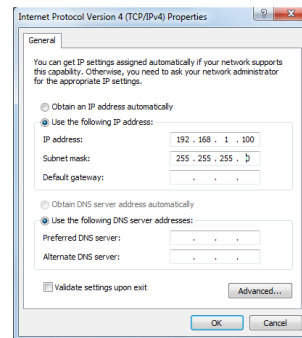 Internet Protocol Version 4 (TCP/IPv4) Properties
General
You can get IP settings assigned automatically if your network supports
this capability. Otherwise, you need to ask your network administrator
for the appropriate IP settings.
Obtain an IP address automatically
Use the following IP address:
IP address: 192 . 168 . 1 . 100
Subnet mask: 255 . 255 . 255 . 0
Default gateway: . . .
Obtain DNS server address automatically
Use the following DNS server addresses:
Preferred DNS server: . . .
Alternate DNS server: . . .
Validate settings upon exit
Advanced...
OK Cancel